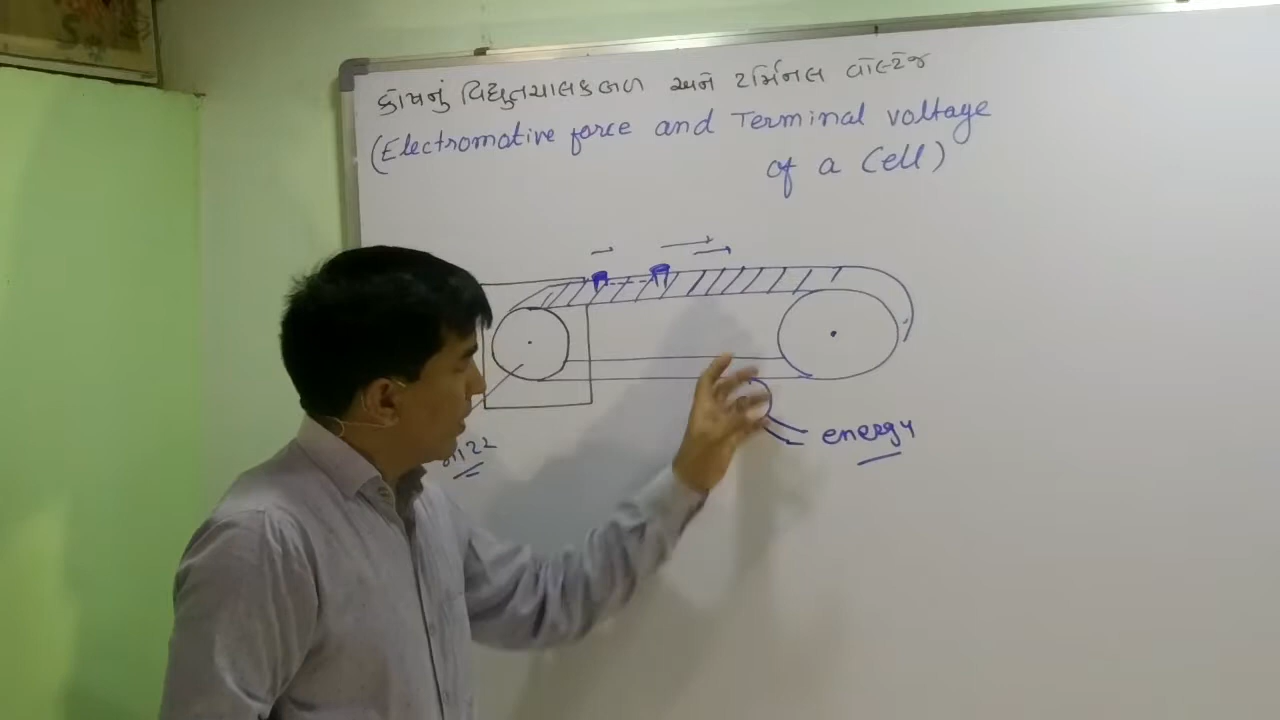 કોષનું વિદ્યુતચાલકબળ અને ટર્મિનલ વોલ્ટેજ
(Electromotive force and Terminal voltage
of a Cell)
energy